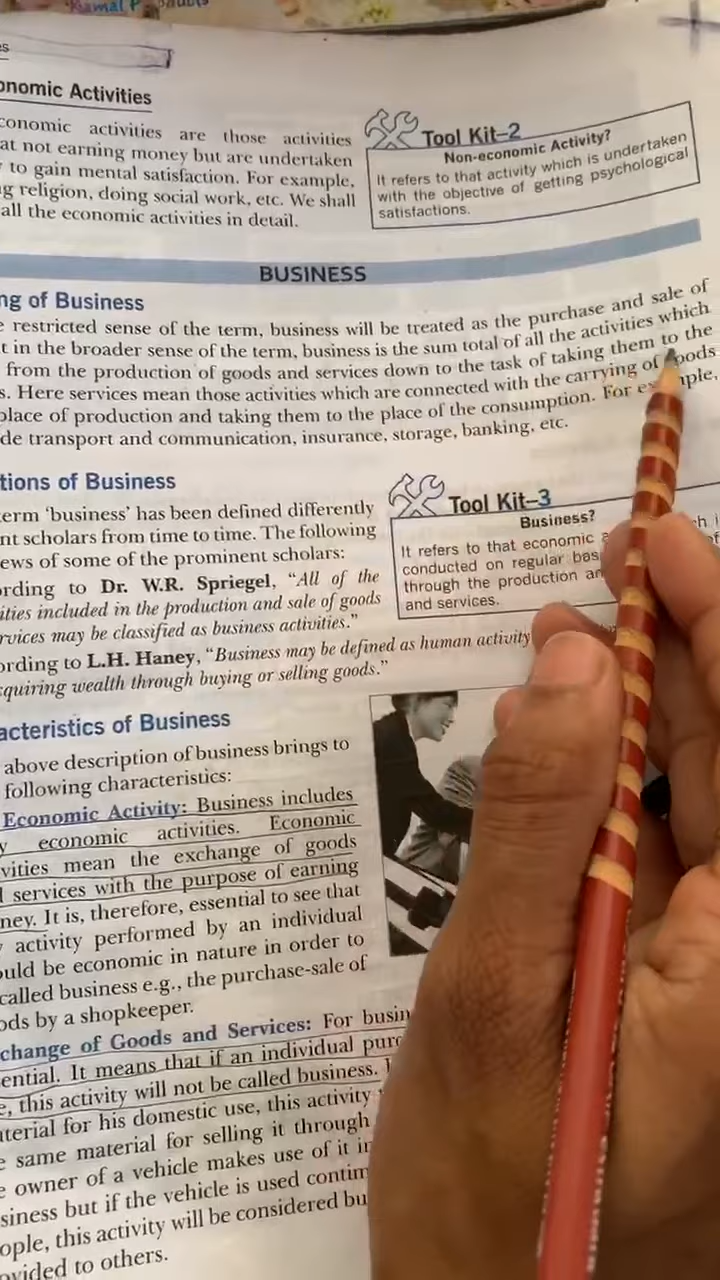 Kamal P
es
onomic Activities
conomic activities are those activities
at not earning money but are undertaken
to gain mental satisfaction. For example,
g religion, doing social work, etc. We shall
all the economic activities in detail.
Tool Kit–2
Non-economic Activity?
It refers to that activity which is undertaken
with the objective of getting psychological
satisfactions.
BUSINESS
ng of Business
e restricted sense of the term, business will be treated as the purchase and sale of
t in the broader sense of the term, business is the sum total of all the activities which
from the production of goods and services down to the task of taking them to the
s. Here services mean those activities which are connected with the carrying of goods
place of production and taking them to the place of the consumption. For example,
de transport and communication, insurance, storage, banking, etc.
tions of Business
term ‘business’ has been defined differently
nt scholars from time to time. The following
ews of some of the prominent scholars:
ording to Dr. W.R. Spriegel, “All of the
ities included in the production and sale of goods
rvices may be classified as business activities.”
Tool Kit–3
Business?
It refers to that economic
conducted on regular bas
through the production an
and services.
ording to L.H. Haney, “Business may be defined as human activity
cquiring wealth through buying or selling goods.”
acteristics of Business
above description of business brings to
following characteristics:
Economic Activity: Business includes
y economic activities. Economic
vities mean the exchange of goods
l services with the purpose of earning
ney. It is, therefore, essential to see that
activity performed by an individual
ould be economic in nature in order to
called business e.g., the purchase-sale of
ods by a shopkeeper.
change of Goods and Services: For busin
ential. It means that if an individual purc
e, this activity will not be called business.
aterial for his domestic use, this activity
e same material for selling it through
e owner of a vehicle makes use of it in
siness but if the vehicle is used contin
ople, this activity will be considered bu
ovided to others.